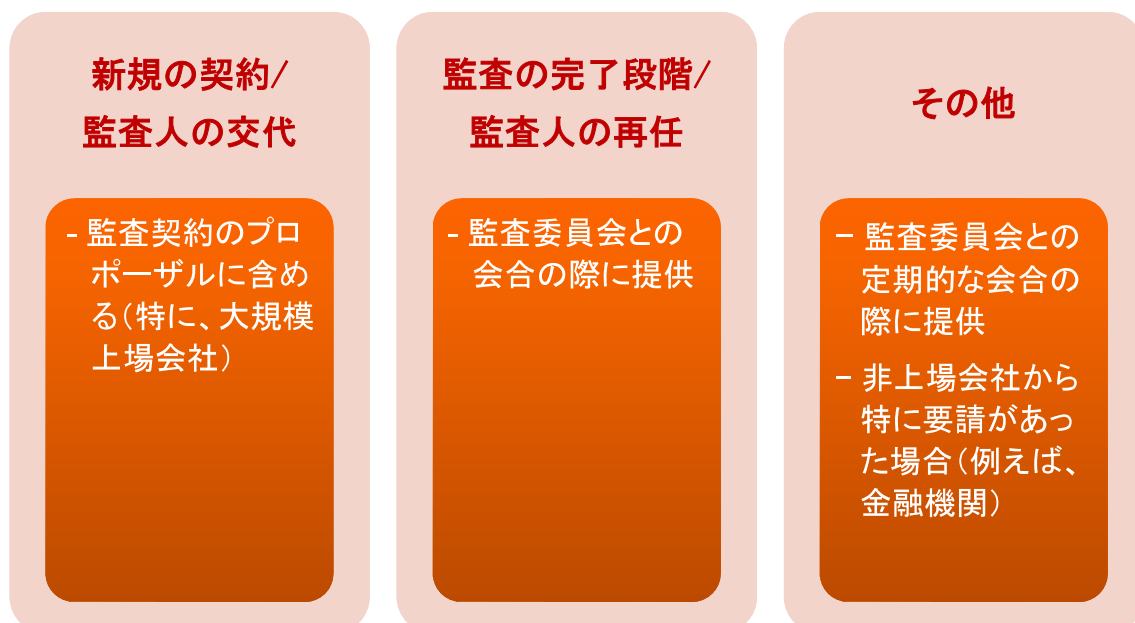 新規の契約/
監査人の交代
- 監査契約のプロ
ポーザルに含め
る(特に、大規模
上場会社)
監査の完了段階/
監査人の再任
- 監査委員会との
会合の際に提供
その他
– 監査委員会との
定期的な会合の
際に提供
– 非上場会社から
特に要請があっ
た場合(例えば、
金融機関)